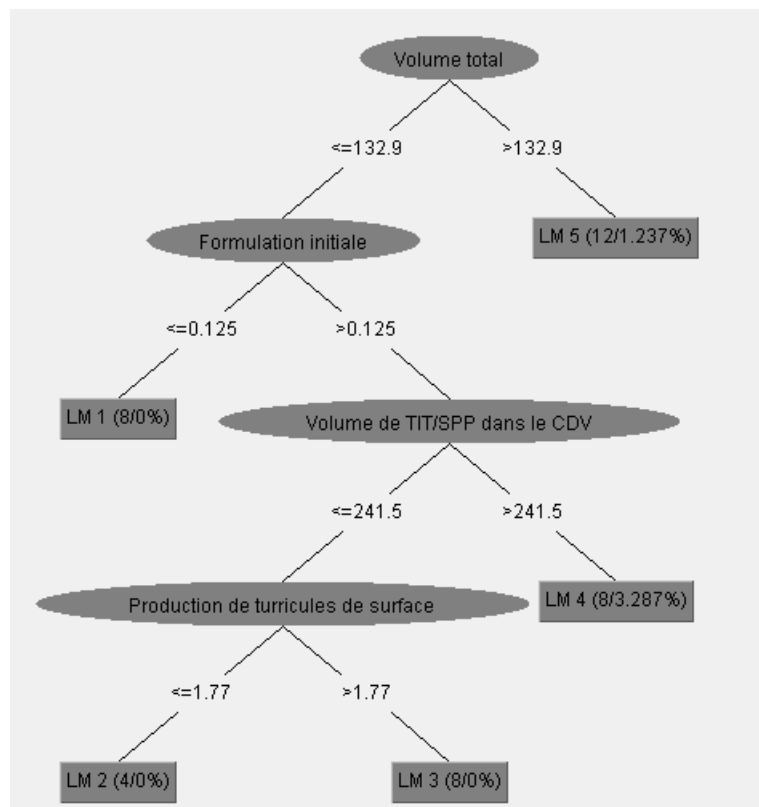 Volume total
<=132.9
>132.9
Formulation initiale
LM 5 (12/1.237%)
<=0.125
>0.125
LM 1 (8/0%)
Volume de TIT/SPP dans le CDV
<=241.5
>241.5
Production de turricules de surface
LM 4 (8/3.287%)
<=1.77
>1.77
LM 2 (4/0%)
LM 3 (8/0%)